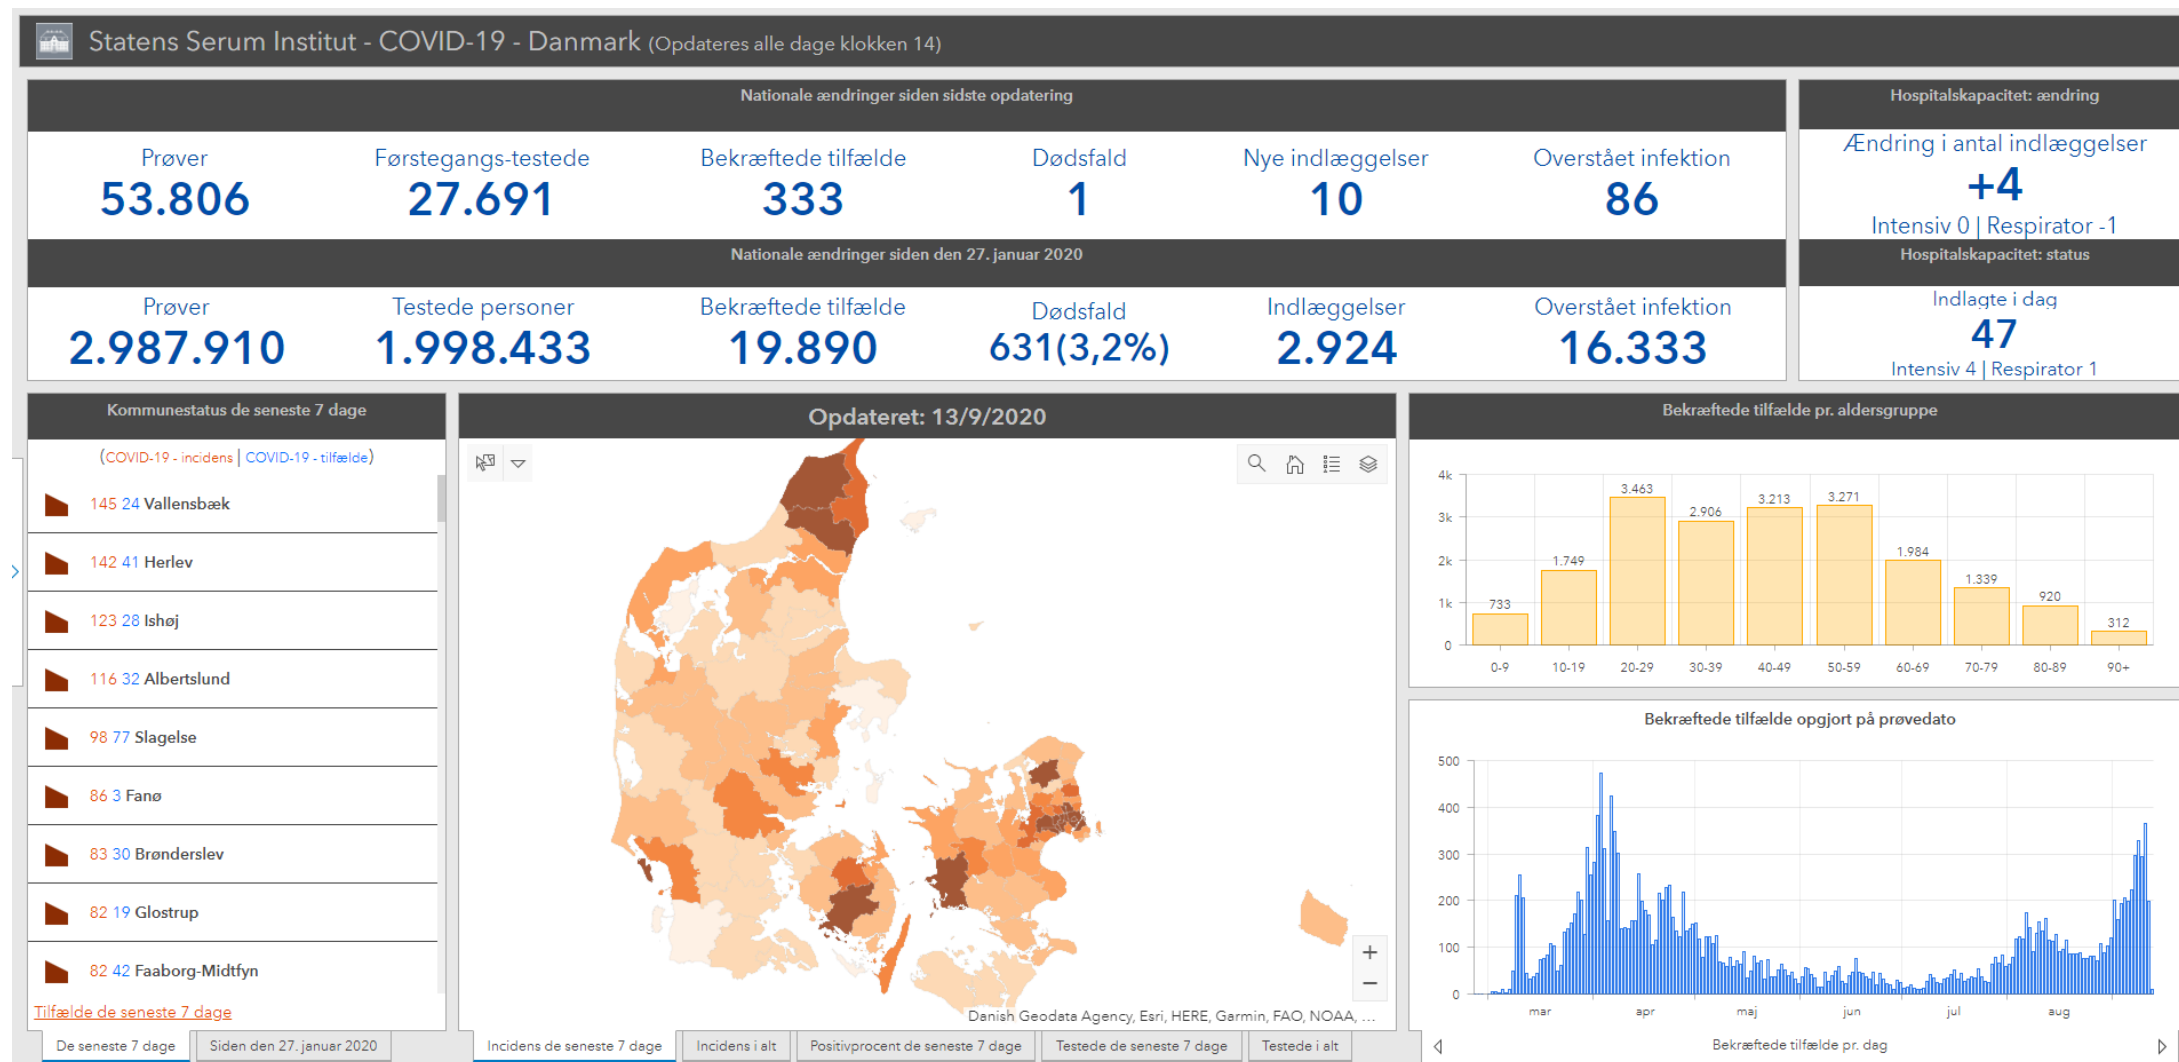 Statens Serum Institut - COVID-19 - Danmark (Opdateres alle dage klokken 14)
Nationale ændringer siden sidste opdatering
Prøver
53.806
Førstegangs-testede
27.691
Bekræftede tilfælde
333
Dødsfald
1
Nye indlæggelser
10
Overstået infektion
86
Hospitalskapacitet: ændring
Ændring i antal indlæggelser
+4
Intensiv 0 | Respirator -1
Nationale ændringer siden den 27. januar 2020
Prøver
2.987.910
Testede personer
1.998.433
Bekræftede tilfælde
19.890
Dødsfald
631(3,2%)
Indlæggelser
2.924
Overstået infektion
16.333
Hospitalskapacitet: status
Indlagte i dag
47
Intensiv 4 | Respirator 1
Kommunestatus de seneste 7 dage
(COVID-19 - incidens | COVID-19 - tilfælde)
145 24 Vallensbæk
142 41 Herlev
123 28 Ishøj
116 32 Albertslund
98 77 Slagelse
86 3 Fanø
83 30 Brønderslev
82 19 Glostrup
82 42 Faaborg-Midtfyn
Tilfælde de seneste 7 dage
De seneste 7 dage
Siden den 27. januar 2020
Opdateret: 13/9/2020
+
−
Danish Geodata Agency, Esri, HERE, Garmin, FAO, NOAA, ...
Incidens de seneste 7 dage
Incidens i alt
Positivprocent de seneste 7 dage
Testede de seneste 7 dage
Testede i alt
Bekræftede tilfælde pr. aldersgruppe
4k
3k
2k
1k
0
733
1.749
3.463
2.906
3.213
3.271
1.984
1.339
920
312
0-9 10-19 20-29 30-39 40-49 50-59 60-69 70-79 80-89 90+
Bekræftede tilfælde opgjort på prøvedato
500
400
300
200
100
0
mar apr maj jun jul aug
Bekræftede tilfælde pr. dag